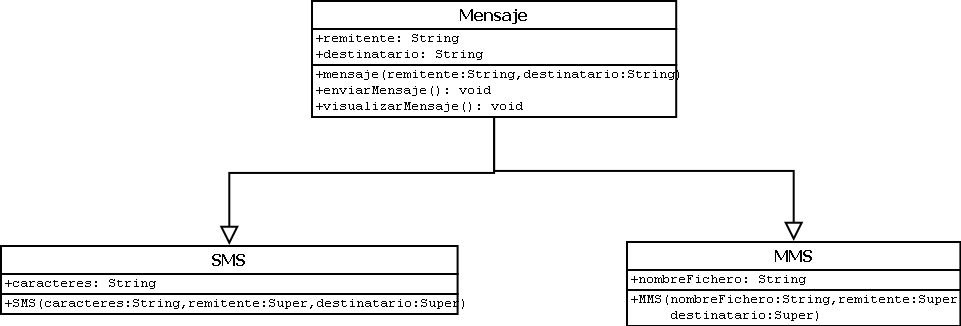 Mensaje
+remitente: String
+destinatario: String
+mensaje(remitente:String,destinatario:String)
+enviarMensaje(): void
+visualizarMensaje(): void
SMS
+caracteres: String
+SMS(caracteres:String,remitente:Super,destinatario:Super)
MMS
+nombreFichero: String
+MMS(nombreFichero:String,remitente:Super
destinatario:Super)